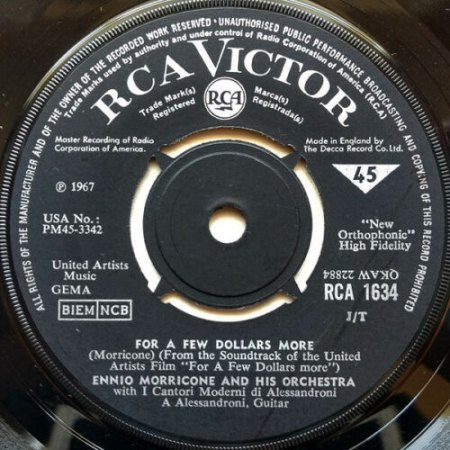 ALL RIGHTS OF THE MANUFACTURER AND OF THE OWNER OF THE RECORDED WORK RESERVED · UNAUTHORISED PUBLIC PERFORMANCE BROADCASTING AND COPYING OF THIS RECORD PROHIBITED
Trade Marks used by authority and under control of Radio Corporation of America (R.C.A.)
RCA VICTOR
Trade Mark(s)
Registered
RCA
Marca(s)
Registrada(s)
Master Recording of Radio
Corporation of America.
Made in England by
The Decca Record Co. Ltd.
45
℗ 1967
USA No.:
PM45-3342
"New
Orthophonic"
High Fidelity
United Artists
Music
GEMA
BIEM NCB
QKAW 22884
RCA 1634
J/T
FOR A FEW DOLLARS MORE
(Morricone) (From the Soundtrack of the United
Artists Film "For A Few Dollars more")
ENNIO MORRICONE AND HIS ORCHESTRA
with I Cantori Moderni di Alessandroni
A Alessandroni, Guitar